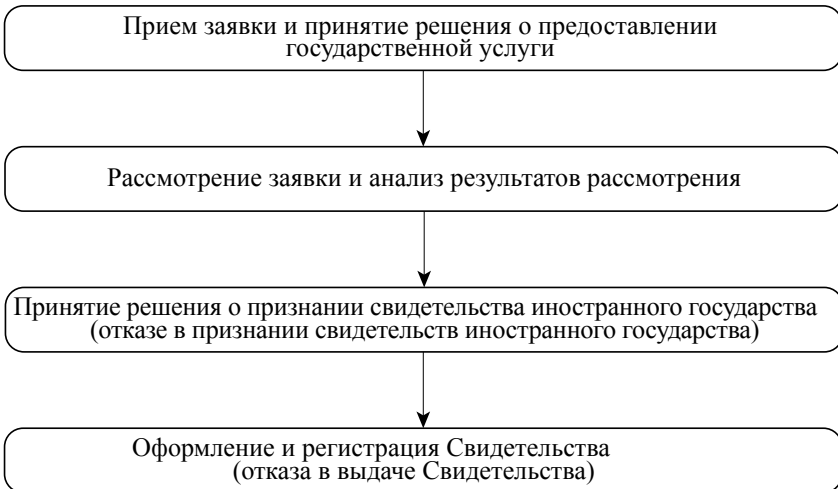 Прием заявки и принятие решения о предоставлении
государственной услуги
Рассмотрение заявки и анализ результатов рассмотрения
Принятие решения о признании свидетельства иностранного государства
(отказе в признании свидетельств иностранного государства)
Оформление и регистрация Свидетельства
(отказа в выдаче Свидетельства)